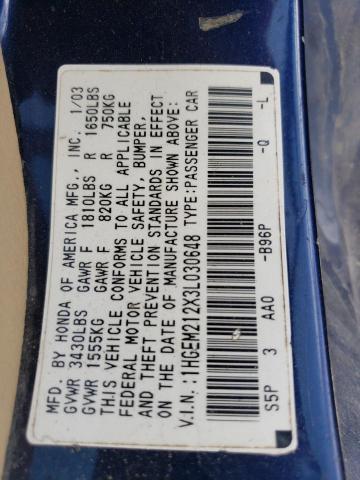 MFD. BY HONDA OF AMERICA MFG., INC. 1/03
GVWR 3430LBS GAWR F 1810LBS R 1650LBS
GVWR 1555KG GAWR F 820KG R 750KG
THIS VEHICLE CONFORMS TO ALL APPLICABLE
FEDERAL MOTOR VEHICLE SAFETY, BUMPER,
AND THEFT PREVENTION STANDARDS IN EFFECT
ON THE DATE OF MANUFACTURE SHOWN ABOVE:
V.I.N.:1HGEM212X3L030648 TYPE:PASSENGER CAR
S5P 3 AA0 -B96P -Q -L